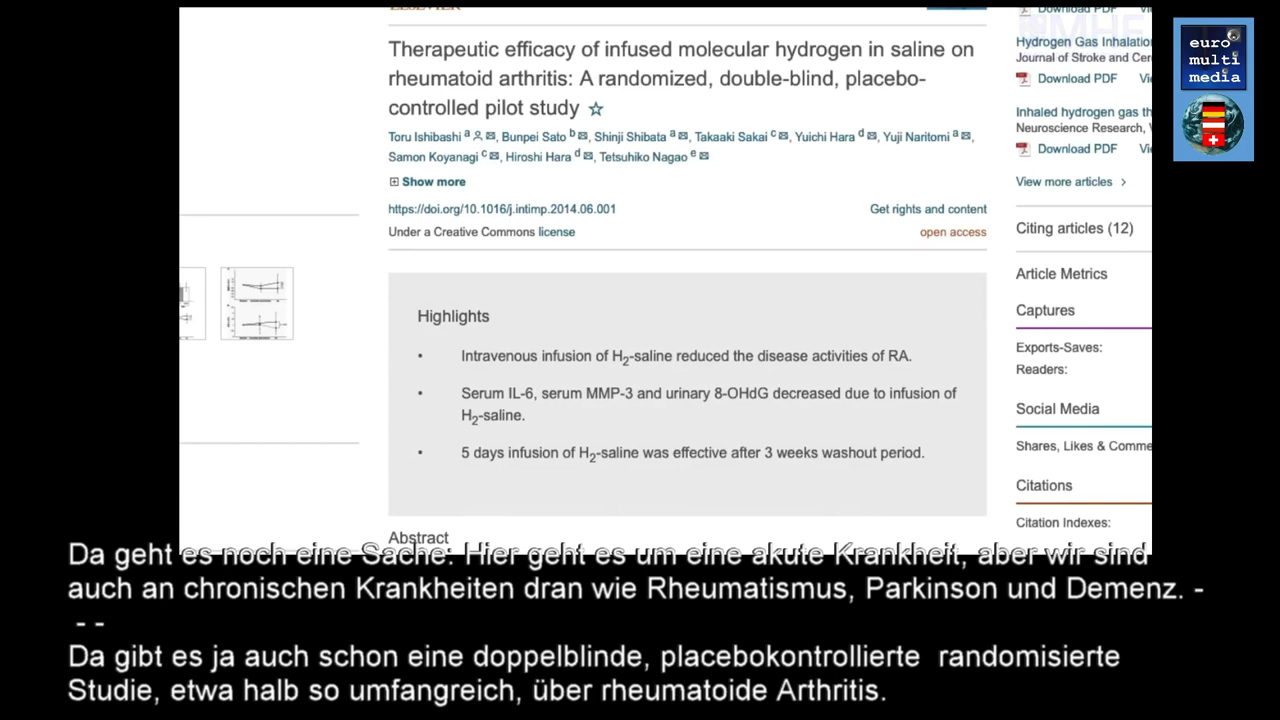 ELSEVIER
Therapeutic efficacy of infused molecular hydrogen in saline on
rheumatoid arthritis: A randomized, double-blind, placebo-
controlled pilot study
Toru Ishibashi a, Bunpei Sato b, Shinji Shibata a, Takaaki Sakai c, Yuichi Hara d, Yuji Naritomi a,
Samon Koyanagi c, Hiroshi Hara d, Tetsuhiko Nagao e
Show more
https://doi.org/10.1016/j.intimp.2014.06.001 Get rights and content
Under a Creative Commons license open access
Highlights
• Intravenous infusion of H2-saline reduced the disease activities of RA.
• Serum IL-6, serum MMP-3 and urinary 8-OHdG decreased due to infusion of
H2-saline.
• 5 days infusion of H2-saline was effective after 3 weeks washout period.
Abstract
Download PDF
Hydrogen Gas Inhalatio
Journal of Stroke and Cer
Download PDF Vi
Inhaled hydrogen gas th
Neuroscience Research,
Download PDF Vi
View more articles >
Citing articles (12)
Article Metrics
Captures
Exports-Saves:
Readers:
Social Media
Shares, Likes & Comme
Citations
Citation Indexes:
euro
multi
media
Da geht es noch eine Sache: Hier geht es um eine akute Krankheit, aber wir sind
auch an chronischen Krankheiten dran wie Rheumatismus, Parkinson und Demenz. -
- -
Da gibt es ja auch schon eine doppelblinde, placebokontrollierte randomisierte
Studie, etwa halb so umfangreich, über rheumatoide Arthritis.